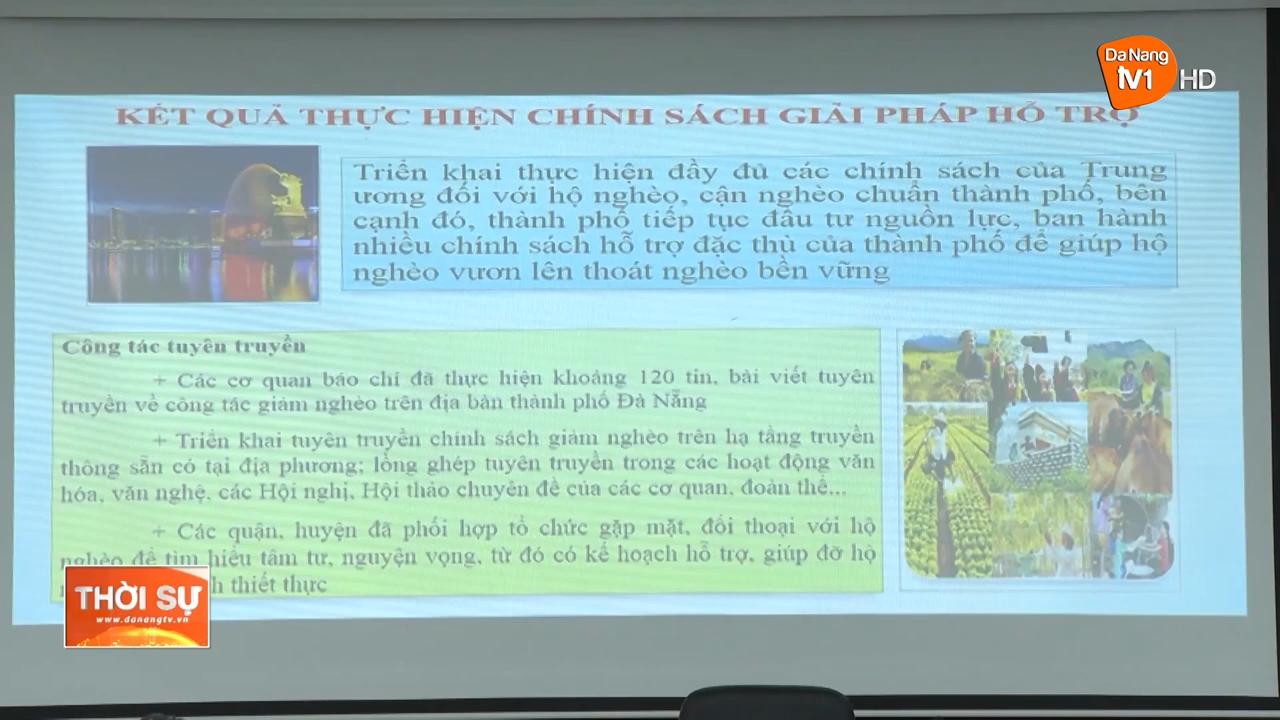 Da Nang
tv1 HD
KẾT QUẢ THỰC HIỆN CHÍNH SÁCH GIẢI PHÁP HỖ TRỢ
Triển khai thực hiện đầy đủ các chính sách của Trung
ương đối với hộ nghèo, cận nghèo chuẩn thành phố, bên
cạnh đó, thành phố tiếp tục đầu tư nguồn lực, ban hành
nhiều chính sách hỗ trợ đặc thù của thành phố để giúp hộ
nghèo vươn lên thoát nghèo bền vững
Công tác tuyên truyền
+ Các cơ quan báo chí đã thực hiện khoảng 120 tin, bài viết tuyên
truyền về công tác giảm nghèo trên địa bàn thành phố Đà Nẵng
+ Triển khai tuyên truyền chính sách giảm nghèo trên hạ tầng truyền
thông sẵn có tại địa phương; lồng ghép tuyên truyền trong các hoạt động văn
hóa, văn nghệ, các Hội nghị, Hội thảo chuyên đề của các cơ quan, đoàn thể...
+ Các quận, huyện đã phối hợp tổ chức gặp mặt, đối thoại với hộ
nghèo để tìm hiểu tâm tư, nguyện vọng, từ đó có kế hoạch hỗ trợ, giúp đỡ hộ
thiết thực
THỜI SỰ
www.danangtv.vn